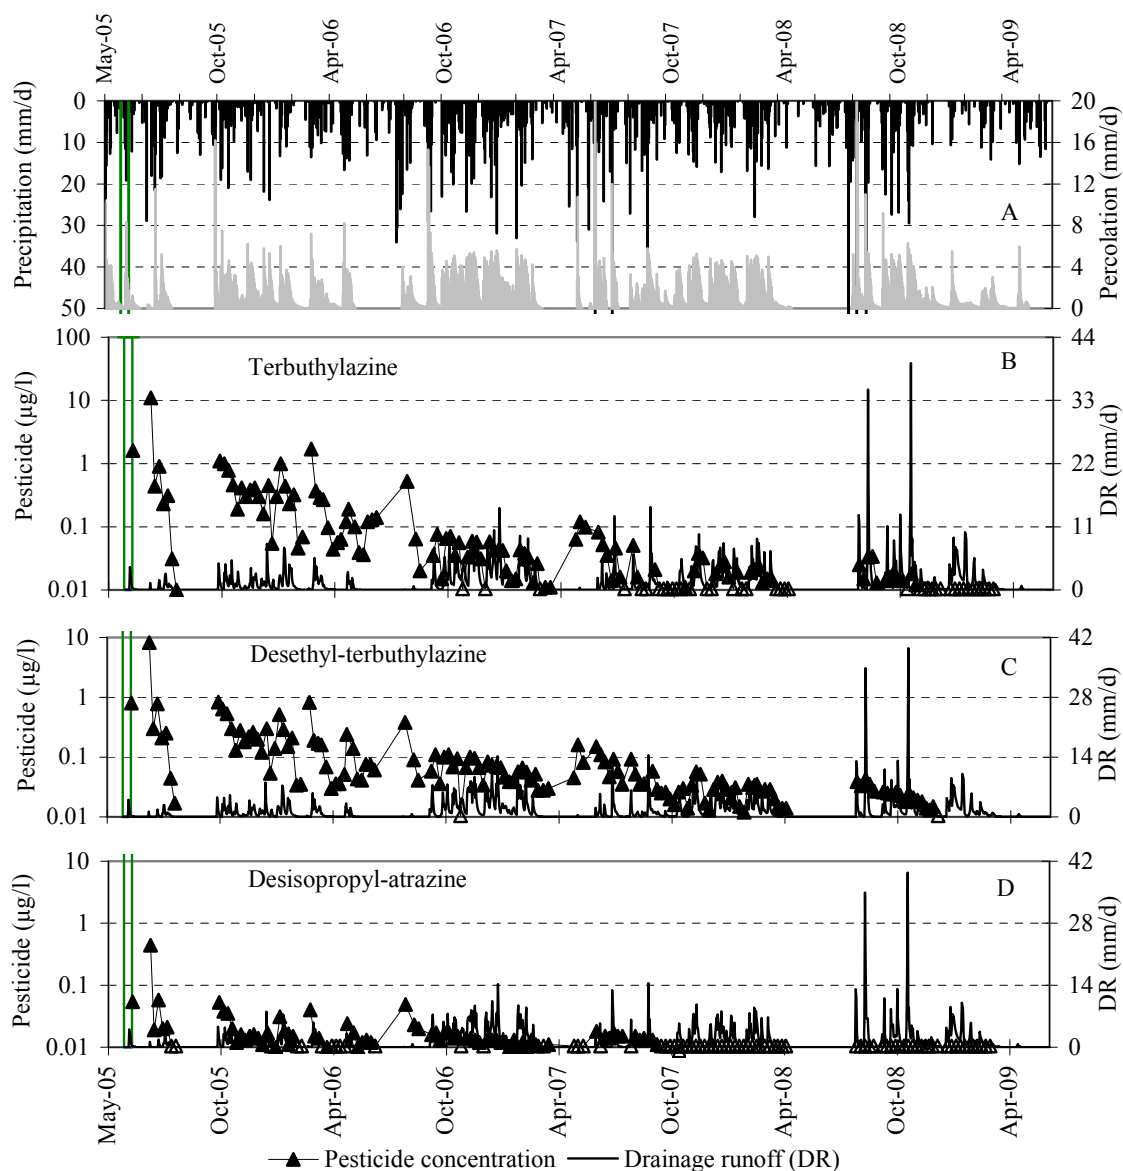 May-05 Oct-05 Apr-06 Oct-06 Apr-07 Oct-07 Apr-08 Oct-08 Apr-09
Precipitation (mm/d)
0
10
20
30
40
50
A
20
16
12
8
4
0
Percolation (mm/d)
Pesticide (µg/l)
100
10
1
0.1
0.01
Terbuthylazine
B
44
33
22
11
0
DR (mm/d)
Pesticide (µg/l)
10
1
0.1
0.01
Desethyl-terbuthylazine
C
42
28
14
0
DR (mm/d)
Pesticide (µg/l)
10
1
0.1
0.01
Desisopropyl-atrazine
D
42
28
14
0
DR (mm/d)
May-05 Oct-05 Apr-06 Oct-06 Apr-07 Oct-07 Apr-08 Oct-08 Apr-09
Pesticide concentration Drainage runoff (DR)